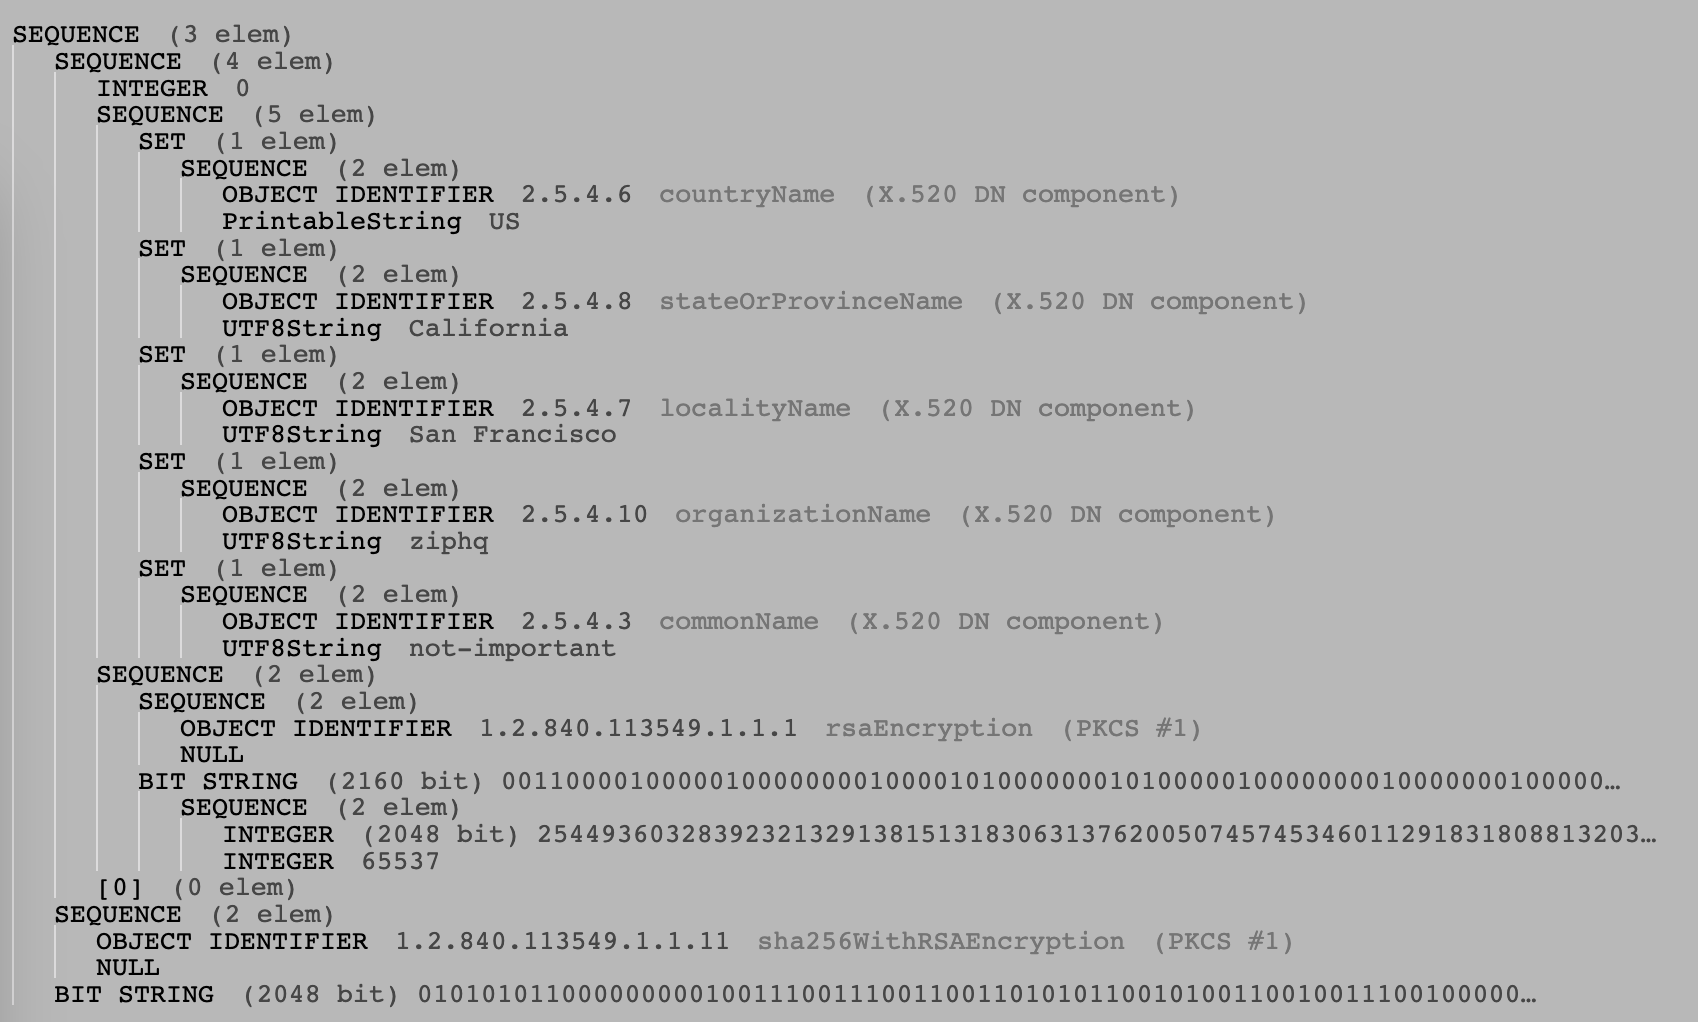 SEQUENCE (3 elem)
SEQUENCE (4 elem)
INTEGER 0
SEQUENCE (5 elem)
SET (1 elem)
SEQUENCE (2 elem)
OBJECT IDENTIFIER 2.5.4.6 countryName (X.520 DN component)
PrintableString US
SET (1 elem)
SEQUENCE (2 elem)
OBJECT IDENTIFIER 2.5.4.8 stateOrProvinceName (X.520 DN component)
UTF8String California
SET (1 elem)
SEQUENCE (2 elem)
OBJECT IDENTIFIER 2.5.4.7 localityName (X.520 DN component)
UTF8String San Francisco
SET (1 elem)
SEQUENCE (2 elem)
OBJECT IDENTIFIER 2.5.4.10 organizationName (X.520 DN component)
UTF8String ziphq
SET (1 elem)
SEQUENCE (2 elem)
OBJECT IDENTIFIER 2.5.4.3 commonName (X.520 DN component)
UTF8String not-important
SEQUENCE (2 elem)
SEQUENCE (2 elem)
OBJECT IDENTIFIER 1.2.840.113549.1.1.1 rsaEncryption (PKCS #1)
NULL
BIT STRING (2160 bit) 001100001000001000000001000010100000001010000010000000010000000100000…
SEQUENCE (2 elem)
INTEGER (2048 bit) 254493603283923213291381513183063137620050745745346011291831808813203…
INTEGER 65537
[0] (0 elem)
SEQUENCE (2 elem)
OBJECT IDENTIFIER 1.2.840.113549.1.1.11 sha256WithRSAEncryption (PKCS #1)
NULL
BIT STRING (2048 bit) 010101011000000000010011100111001100110101011001010011001001110010​0000…